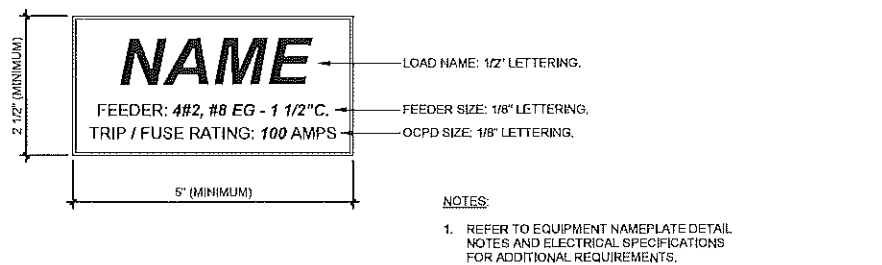 NAME
LOAD NAME: 1/2" LETTERING.
FEEDER: 4#2, #8 EG - 1 1/2"C.
FEEDER SIZE: 1/8" LETTERING.
TRIP / FUSE RATING: 100 AMPS
OCPD SIZE: 1/8" LETTERING.
2 1/2" (MINIMUM)
5" (MINIMUM)
NOTES:
1. REFER TO EQUIPMENT NAMEPLATE DETAIL
NOTES AND ELECTRICAL SPECIFICATIONS
FOR ADDITIONAL REQUIREMENTS.